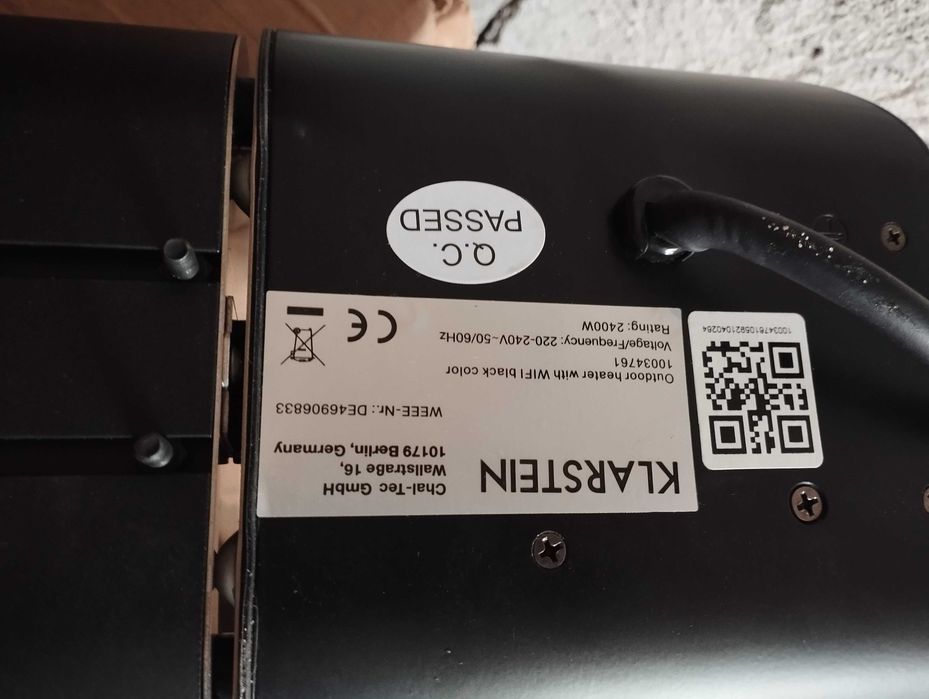 KLARSTEIN
Chal-Tec GmbH
Wallstraße 16,
10179 Berlin, Germany
WEEE-Nr.: DE46906833
Outdoor heater with WIFI black color
10034761
Voltage/Frequency: 220-240V~50/60Hz
Rating: 2400W
CE
Q.C.
PASSED
1003476105921040264